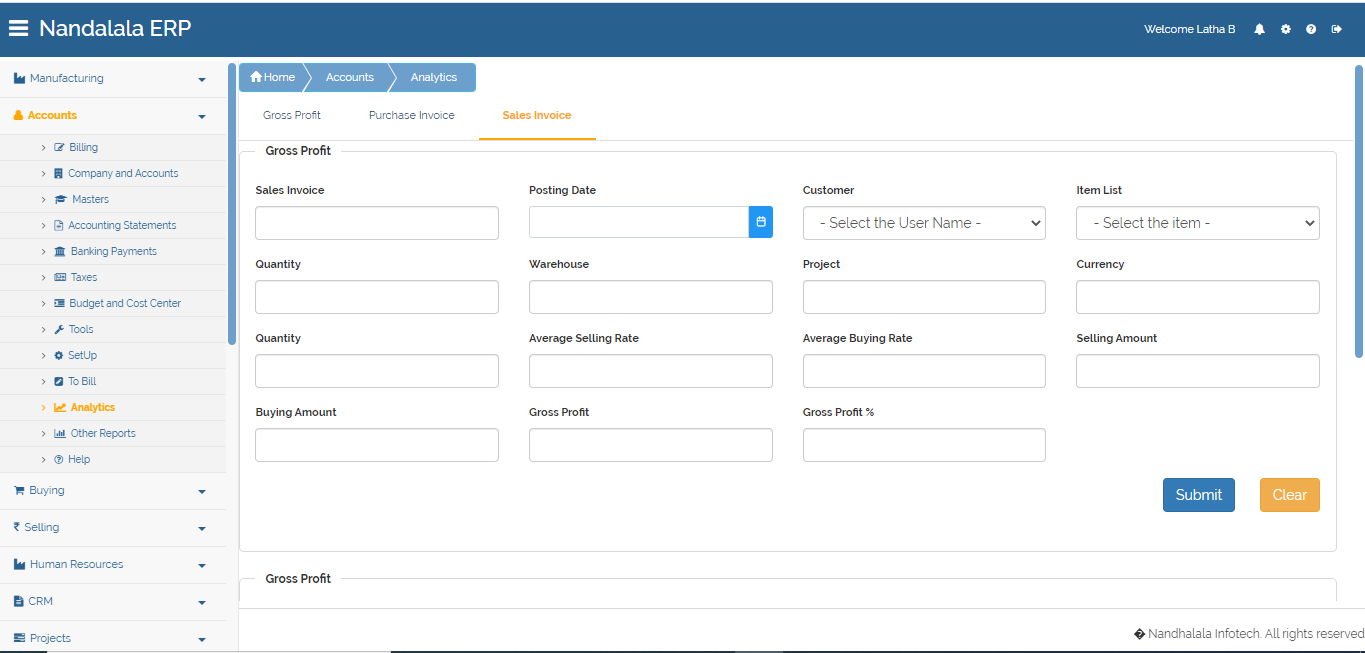 Nandalala ERP
Welcome Latha B
Manufacturing
Accounts
Billing
Company and Accounts
Masters
Accounting Statements
Banking Payments
Taxes
Budget and Cost Center
Tools
SetUp
To Bill
Analytics
Other Reports
Help
Buying
₹ Selling
Human Resources
CRM
Projects
Home Accounts Analytics
Gross Profit Purchase Invoice Sales Invoice
Gross Profit
Sales Invoice Posting Date Customer Item List
- Select the User Name - - Select the item -
Quantity Warehouse Project Currency
Quantity Average Selling Rate Average Buying Rate Selling Amount
Buying Amount Gross Profit Gross Profit %
Submit Clear
Gross Profit
� Nandhalala Infotech. All rights reserved